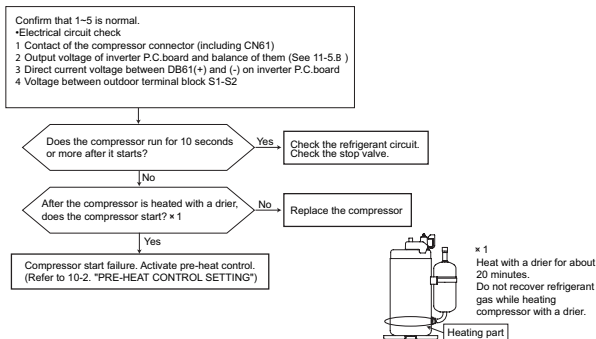 Confirm that 1~5 is normal.
•Electrical circuit check
1 Contact of the compressor connector (including CN61)
2 Output voltage of inverter P.C.board and balance of them (See 11-5.B )
3 Direct current voltage between DB61(+) and (-) on inverter P.C.board
4 Voltage between outdoor terminal block S1-S2
Does the compressor run for 10 seconds
or more after it starts?
Yes
Check the refrigerant circuit.
Check the stop valve.
No
After the compressor is heated with a drier,
does the compressor start? × 1
No
Replace the compressor
Yes
Compressor start failure. Activate pre-heat control.
(Refer to 10-2. "PRE-HEAT CONTROL SETTING")
× 1
Heat with a drier for about
20 minutes.
Do not recover refrigerant
gas while heating
compressor with a drier.
Heating part